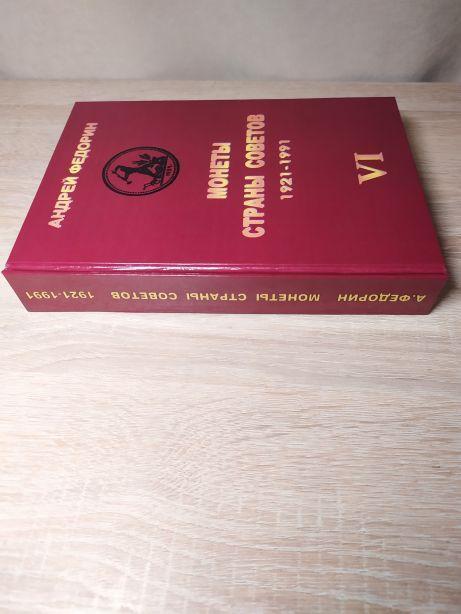 АНДРЕЙ ФЕДОРИН
МОНЕТЫ
СТРАНЫ СОВЕТОВ
1921-1991
VI
А.ФЕДОРИН МОНЕТЫ СТРАНЫ СОВЕТОВ 1921-1991